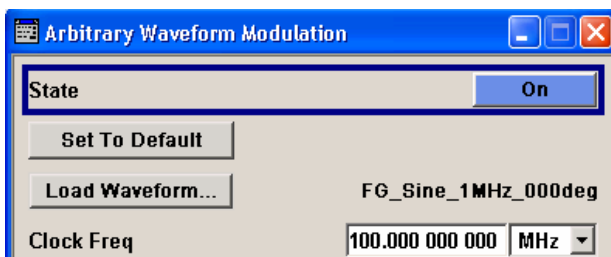 Arbitrary Waveform Modulation
State On
Set To Default
Load Waveform... FG_Sine_1MHz_000deg
Clock Freq 100.000 000 000 MHz